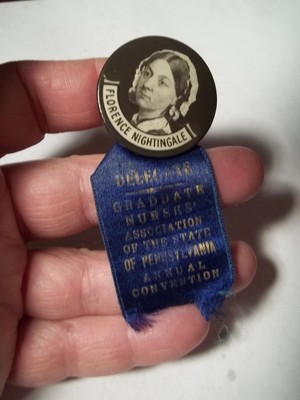 FLORENCE NIGHTINGALE
DELEGATE
GRADUATE
NURSES'
ASSOCIATION
OF THE STATE
OF PENNSYLVANIA
ANNUAL
CONVENTION